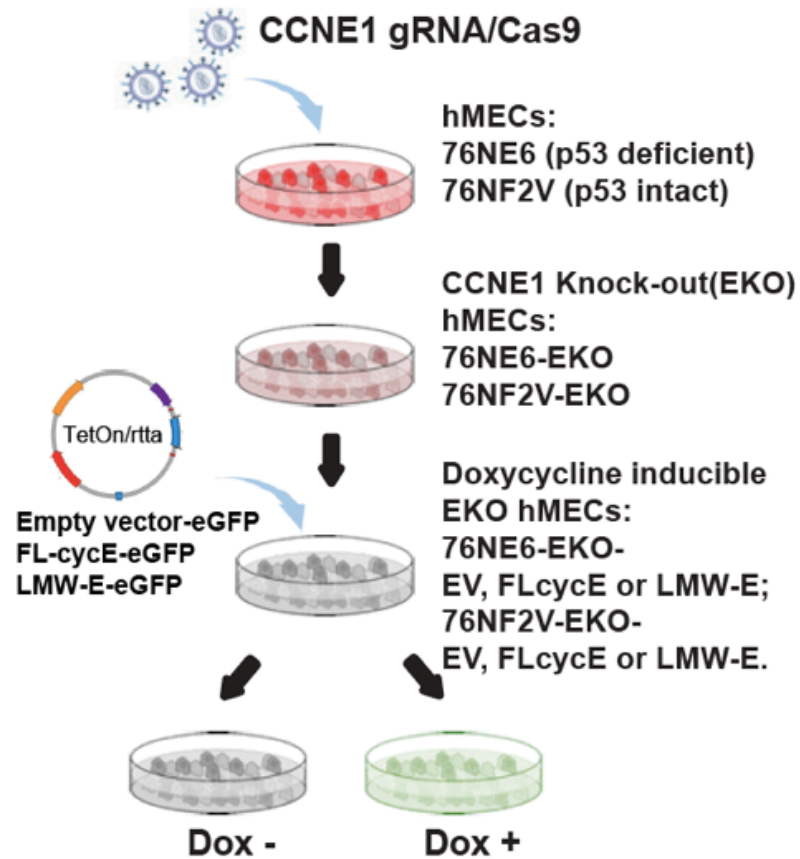 CCNE1 gRNA/Cas9
hMECs:
76NE6 (p53 deficient)
76NF2V (p53 intact)
CCNE1 Knock-out(EKO)
hMECs:
76NE6-EKO
76NF2V-EKO
TetOn/rtta
Empty vector-eGFP
FL-cycE-eGFP
LMW-E-eGFP
Doxycycline inducible
EKO hMECs:
76NE6-EKO-
EV, FLcycE or LMW-E;
76NF2V-EKO-
EV, FLcycE or LMW-E.
Dox -
Dox +